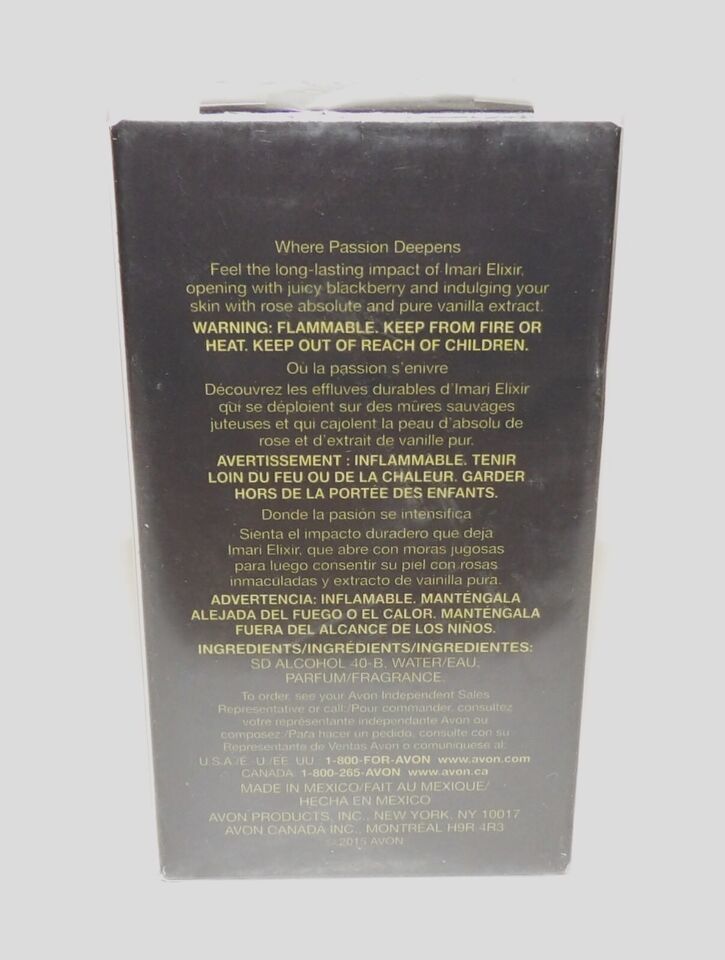 Where Passion Deepens
Feel the long-lasting impact of Imari Elixir,
opening with juicy blackberry and indulging your
skin with rose absolute and pure vanilla extract.
WARNING: FLAMMABLE. KEEP FROM FIRE OR
HEAT. KEEP OUT OF REACH OF CHILDREN.
Où la passion s'enivre
Découvrez les effluves durables d'Imari Elixir
qui se déploient sur des mûres sauvages
juteuses et qui cajolent la peau d'absolu de
rose et d'extrait de vanille pur.
AVERTISSEMENT : INFLAMMABLE. TENIR
LOIN DU FEU OU DE LA CHALEUR. GARDER
HORS DE LA PORTÉE DES ENFANTS.
Donde la pasión se intensifica
Sienta el impacto duradero que deja
Imari Elixir, que abre con moras jugosas
para luego consentir su piel con rosas
inmaculadas y extracto de vainilla pura.
ADVERTENCIA: INFLAMABLE. MANTÉNGALA
ALEJADA DEL FUEGO O EL CALOR. MANTÉNGALA
FUERA DEL ALCANCE DE LOS NIÑOS.
INGREDIENTS/INGRÉDIENTS/INGREDIENTES:
SD ALCOHOL 40-B, WATER/EAU,
PARFUM/FRAGRANCE.
To order, see your Avon Independent Sales
Representative or call:/Pour commander, consultez
votre représentante indépendante Avon ou
composez:/Para hacer un pedido, consulte con su
Representante de Ventas Avon o comuníquese al:
U.S.A./É.-U./EE. UU.: 1-800-FOR-AVON www.avon.com
CANADA: 1-800-265-AVON www.avon.ca
MADE IN MEXICO/FAIT AU MEXIQUE/
HECHA EN MEXICO
AVON PRODUCTS, INC., NEW YORK, NY 10017
AVON CANADA INC., MONTRÉAL H9R 4R3
©2015 AVON